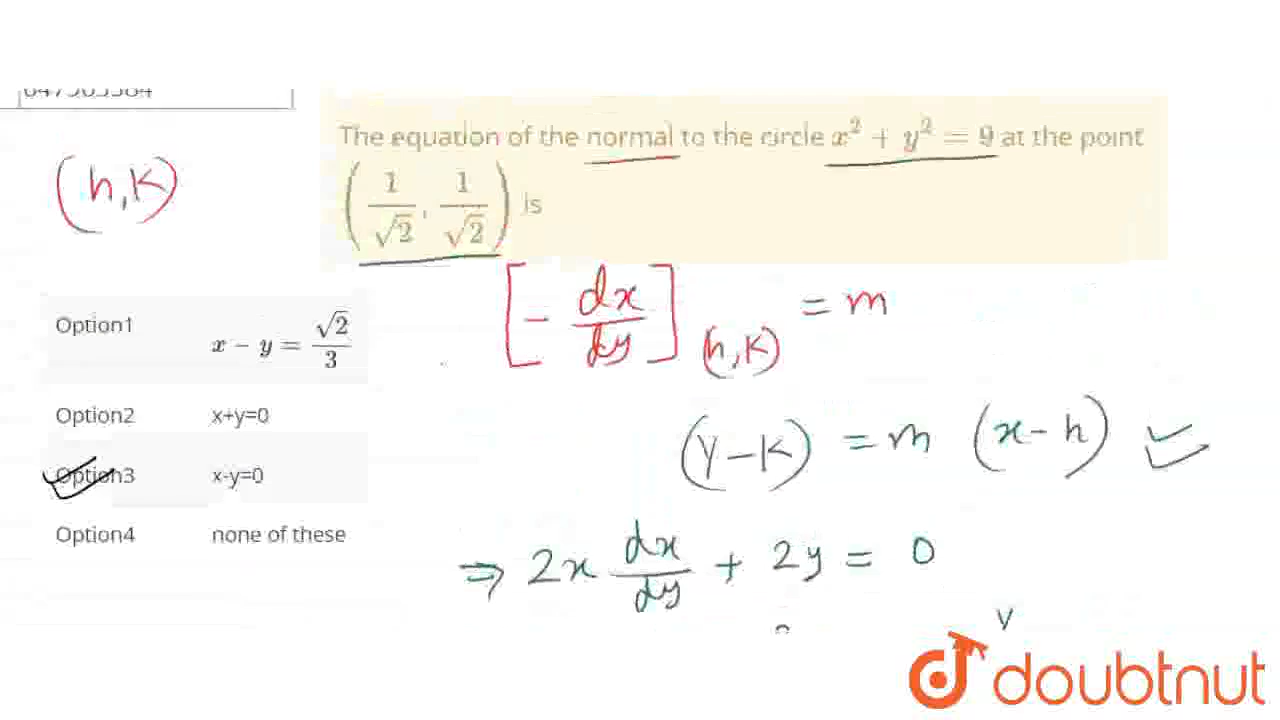 The equation of the normal to the circle x² + y² = 9 at the point
(1/√2, 1/√2) is
(h,K)
[- dx/dy](h,K) = m
Option1 x − y = √2/3
(y-K) = m (x-h)
Option2 x+y=0
Option3 x-y=0
Option4 none of these
⇒ 2x dx/dy + 2y = 0
doubtnut